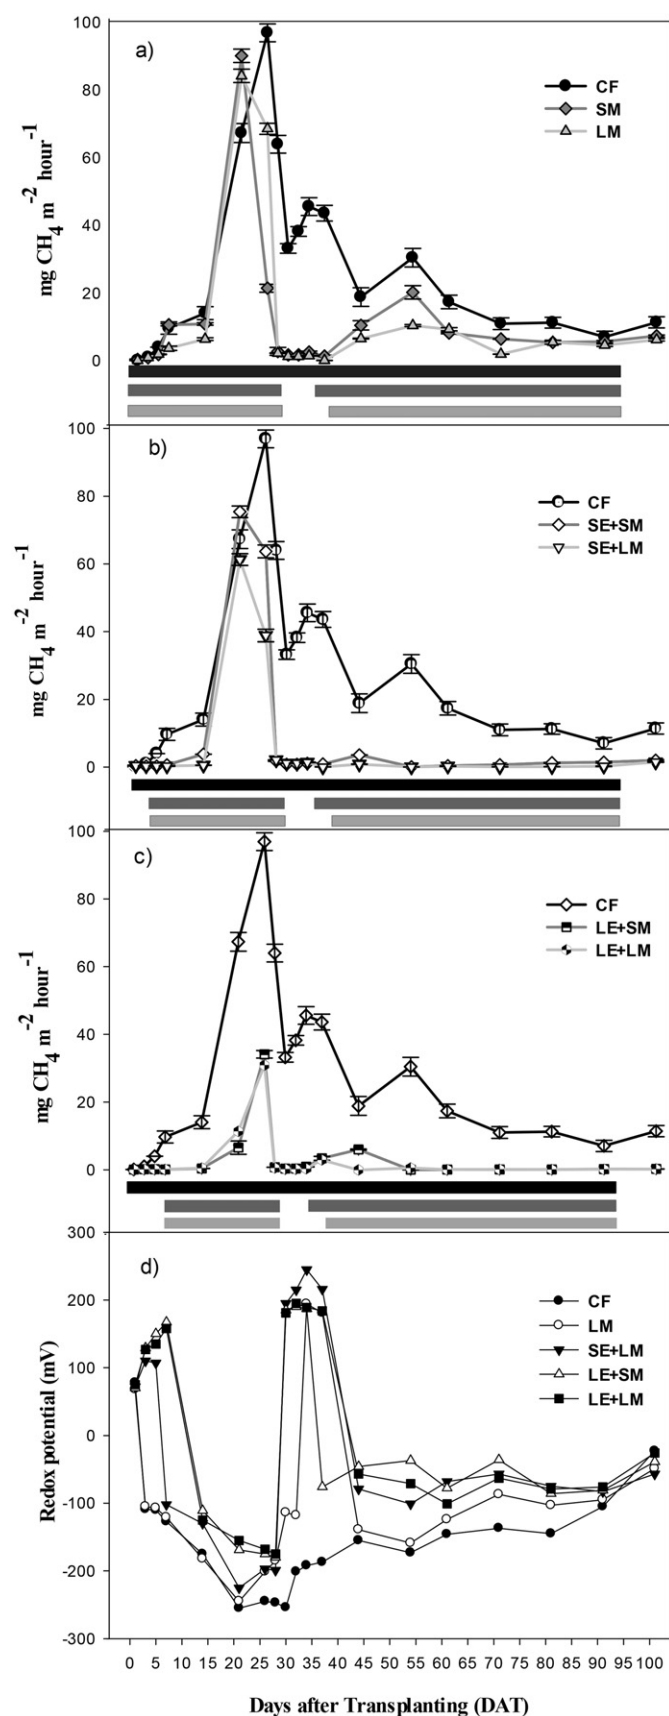 a)
100
80
60
40
20
0
mg CH4 m-2 hour-1
CF
SM
LM
b)
100
80
60
40
20
0
mg CH4 m-2 hour-1
CF
SE+SM
SE+LM
c)
100
80
60
40
20
0
mg CH4 m-2 hour-1
CF
LE+SM
LE+LM
d)
300
200
100
0
-100
-200
-300
Redox potential (mV)
CF
LM
SE+LM
LE+SM
LE+LM
0 5 10 15 20 25 30 35 40 45 50 55 60 65 70 75 80 85 90 95 100
Days after Transplanting (DAT)